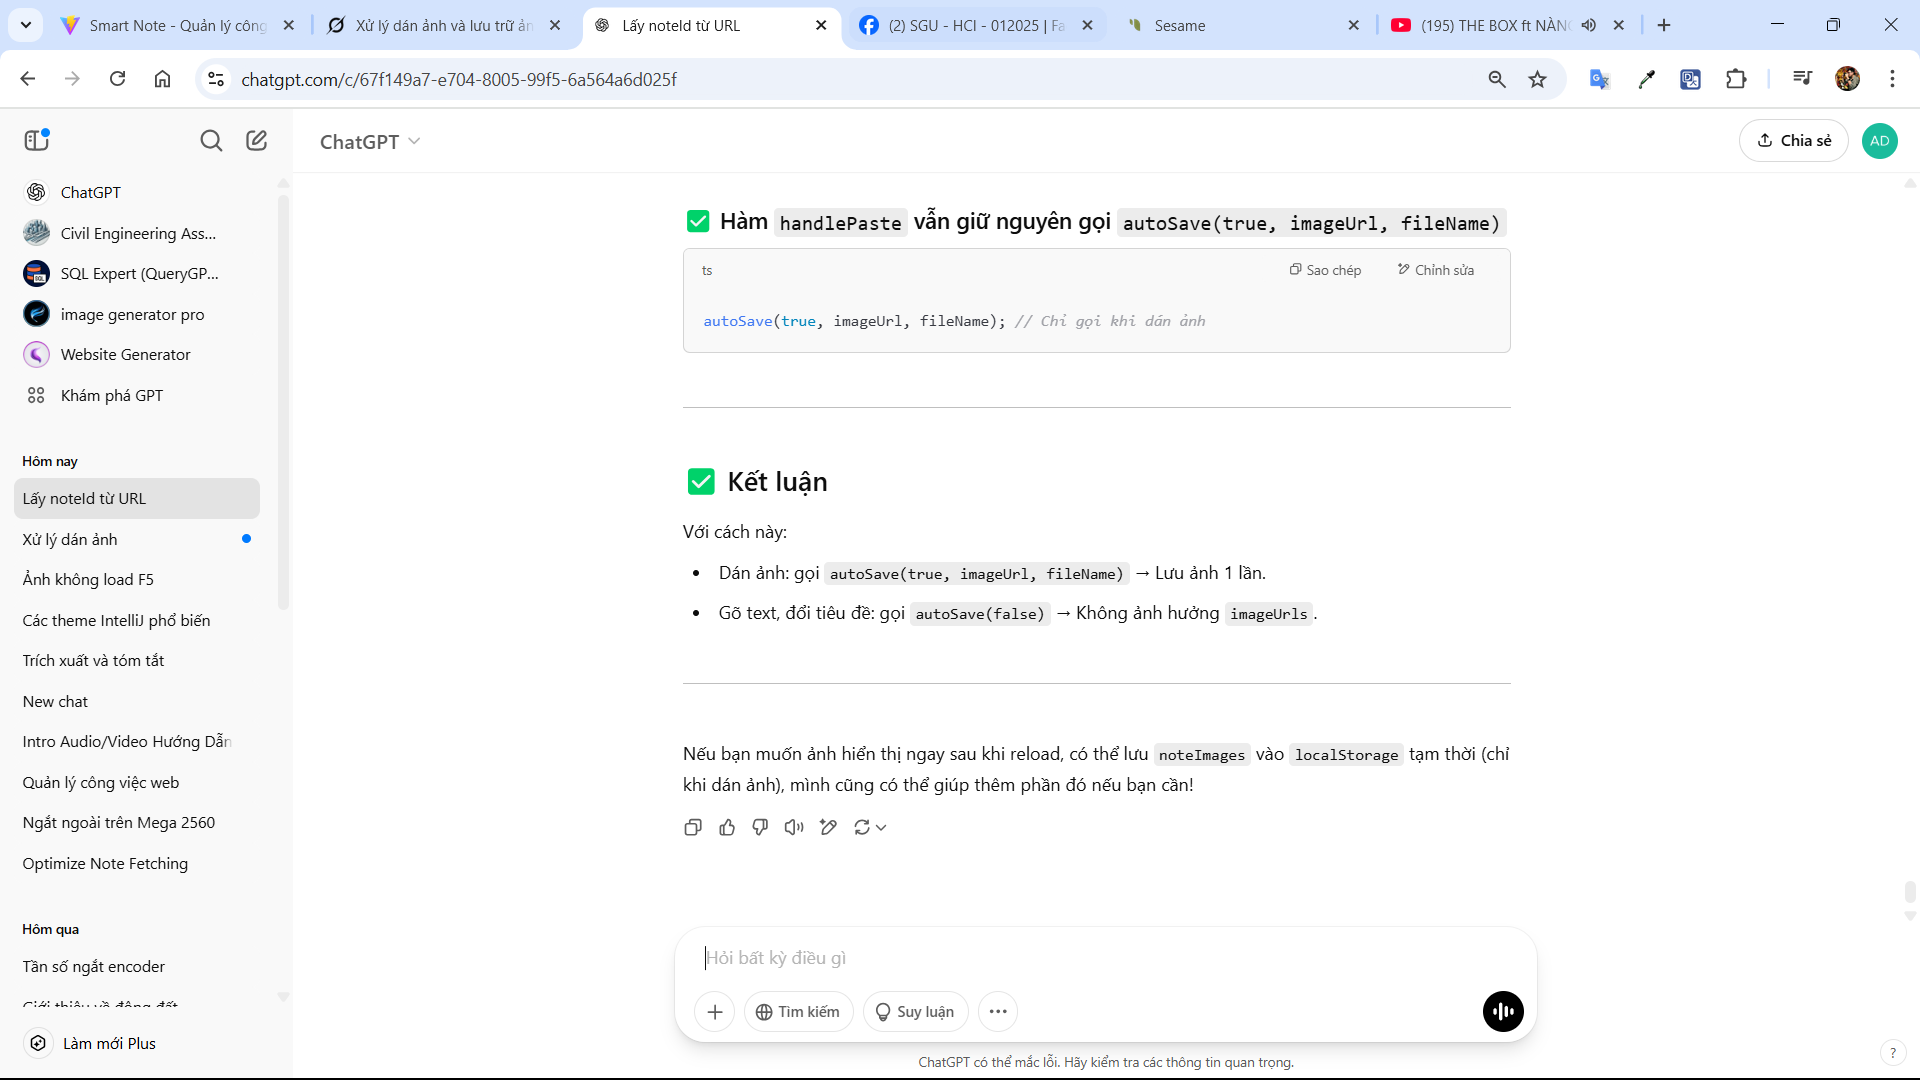 Smart Note - Quản lý công
Xử lý dán ảnh và lưu trữ ản
Lấy noteId từ URL
(2) SGU - HCI - 012025 | Fa
Sesame
(195) THE BOX ft NÀNG
chatgpt.com/c/67f149a7-e704-8005-99f5-6a564a6d025f
ChatGPT
Chia sẻ
AD
ChatGPT
Civil Engineering Ass...
SQL Expert (QueryGP...
image generator pro
Website Generator
Khám phá GPT
Hôm nay
Lấy noteId từ URL
Xử lý dán ảnh
Ảnh không load F5
Các theme IntelliJ phổ biến
Trích xuất và tóm tắt
New chat
Intro Audio/Video Hướng Dẫn
Quản lý công việc web
Ngắt ngoài trên Mega 2560
Optimize Note Fetching
Hôm qua
Tần số ngắt encoder
Giới thiệu về động đất
Làm mới Plus
Hàm handlePaste vẫn giữ nguyên gọi autoSave(true, imageUrl, fileName)
ts
Sao chép
Chỉnh sửa
autoSave(true, imageUrl, fileName); // Chỉ gọi khi dán ảnh
Kết luận
Với cách này:
• Dán ảnh: gọi autoSave(true, imageUrl, fileName) → Lưu ảnh 1 lần.
• Gõ text, đổi tiêu đề: gọi autoSave(false) → Không ảnh hưởng imageUrls.
Nếu bạn muốn ảnh hiển thị ngay sau khi reload, có thể lưu noteImages vào localStorage tạm thời (chỉ
khi dán ảnh), mình cũng có thể giúp thêm phần đó nếu bạn cần!
Hỏi bất kỳ điều gì
Tìm kiếm
Suy luận
ChatGPT có thể mắc lỗi. Hãy kiểm tra các thông tin quan trọng.
?